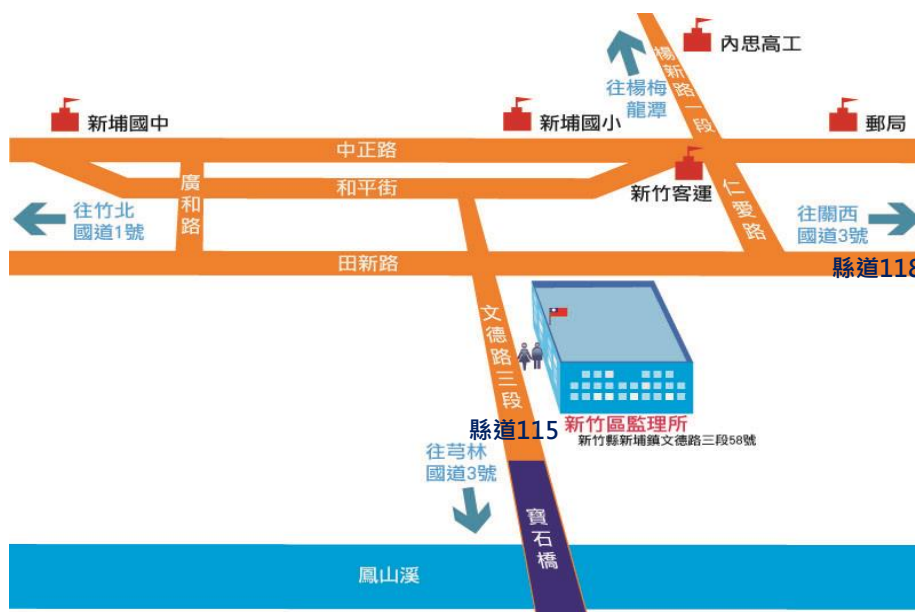 內思高工
楊新路一段
往楊梅
龍潭
新埔國中
新埔國小
郵局
中正路
新竹客運
和平街
廣和路
仁愛路
往竹北
國道1號
往關西
國道3號
田新路
縣道118
文德路三段
縣道115
新竹區監理所
新竹縣新埔鎮文德路三段58號
往芎林
國道3號
寶石橋
鳳山溪